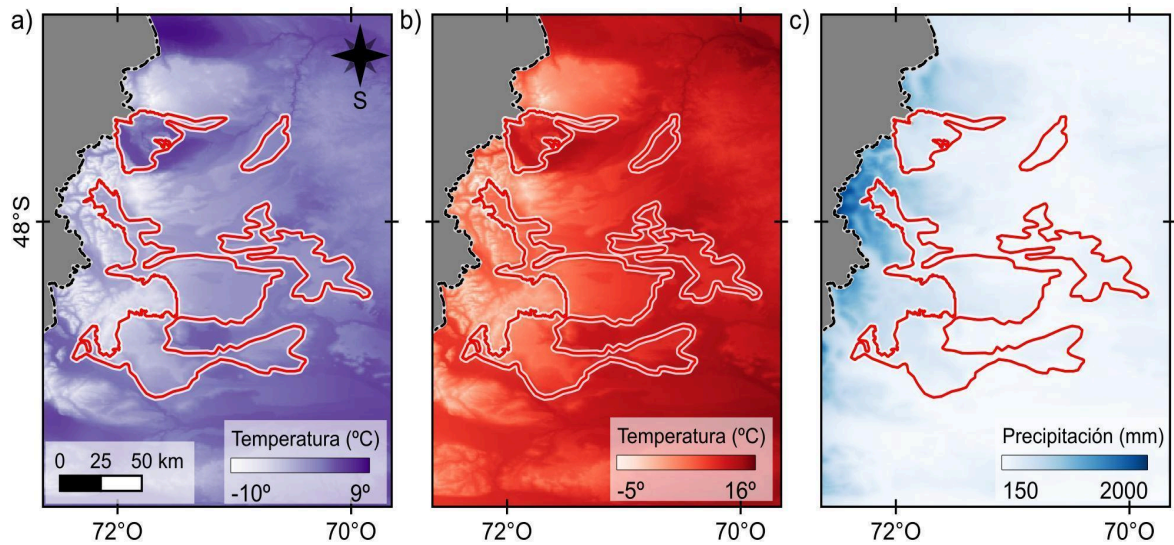 a)
b)
c)
S
48°S
Temperatura (ºC)
-10º 9º
0 25 50 km
Temperatura (ºC)
-5º 16º
Precipitación (mm)
150 2000
72°O 70°O
72°O 70°O
72°O 70°O